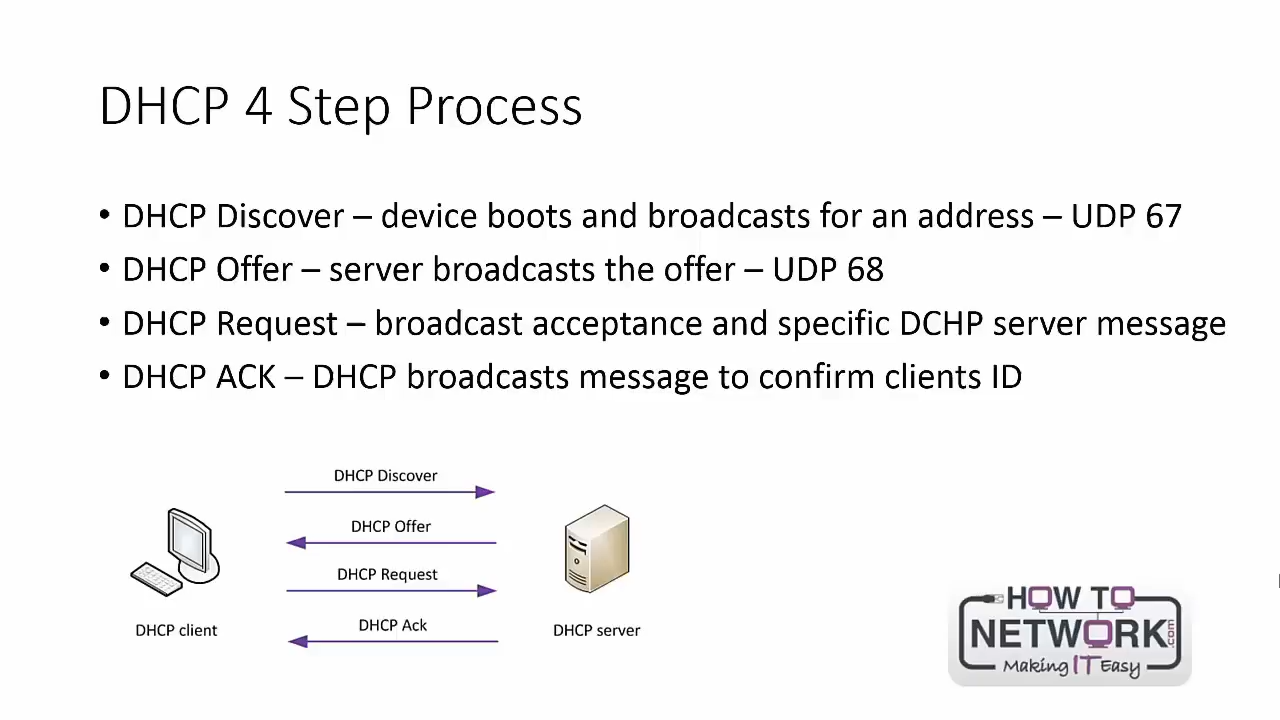 DHCP 4 Step Process
• DHCP Discover – device boots and broadcasts for an address – UDP 67
• DHCP Offer – server broadcasts the offer – UDP 68
• DHCP Request – broadcast acceptance and specific DCHP server message
• DHCP ACK – DHCP broadcasts message to confirm clients ID
DHCP Discover
DHCP Offer
DHCP Request
DHCP Ack
DHCP client
DHCP server
HOW TO
NETWORK.com
Making IT Easy